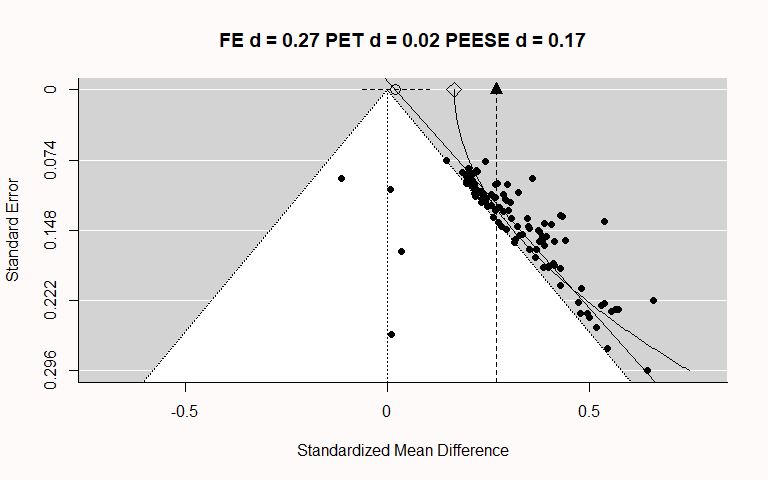 FE d = 0.27 PET d = 0.02 PEESE d = 0.17
0
0.074
0.148
0.222
0.296
Standard Error
-0.5
0
0.5
Standardized Mean Difference